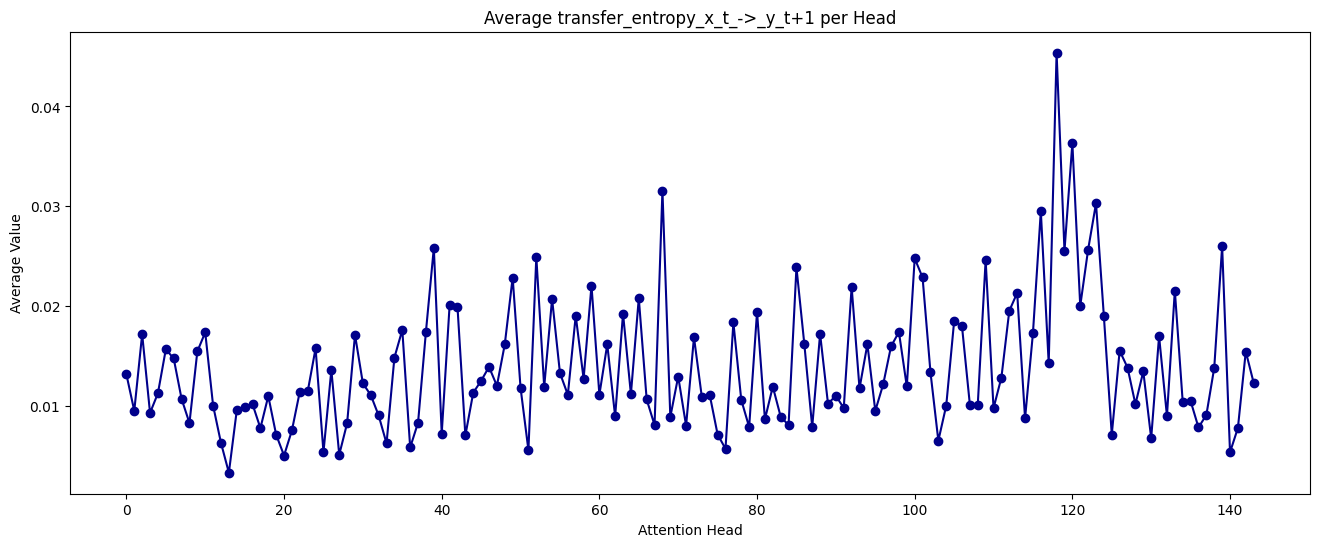 Average transfer_entropy_x_t_->_y_t+1 per Head
Average Value
0.04
0.03
0.02
0.01
0 20 40 60 80 100 120 140
Attention Head